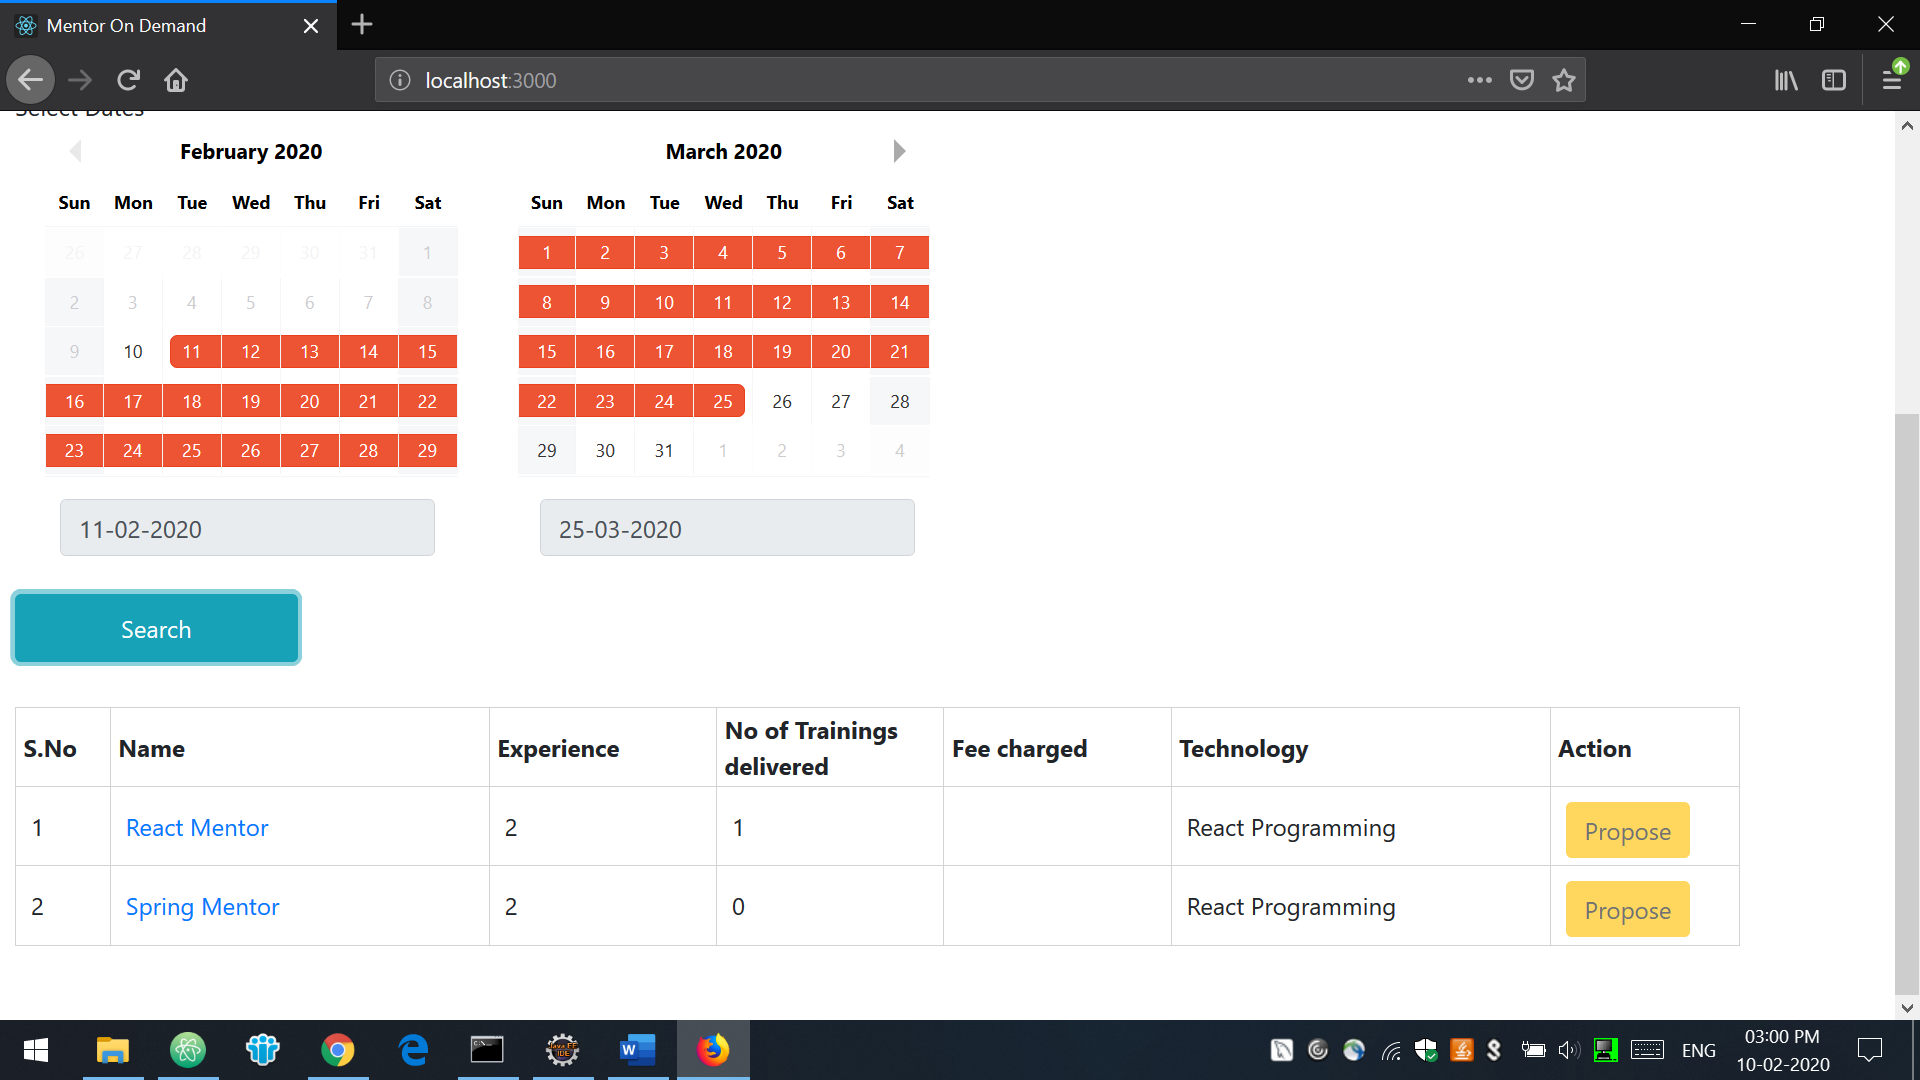 Mentor On Demand
localhost:3000
Select Dates
February 2020
March 2020
Sun Mon Tue Wed Thu Fri Sat
Sun Mon Tue Wed Thu Fri Sat
26 27 28 29 30 31 1
1 2 3 4 5 6 7
2 3 4 5 6 7 8
8 9 10 11 12 13 14
9 10 11 12 13 14 15
15 16 17 18 19 20 21
16 17 18 19 20 21 22
22 23 24 25 26 27 28
23 24 25 26 27 28 29
29 30 31 1 2 3 4
11-02-2020
25-03-2020
Search
S.No Name Experience No of Trainings delivered Fee charged Technology Action
1 React Mentor 2 1 React Programming Propose
2 Spring Mentor 2 0 React Programming Propose
ENG
03:00 PM
10-02-2020